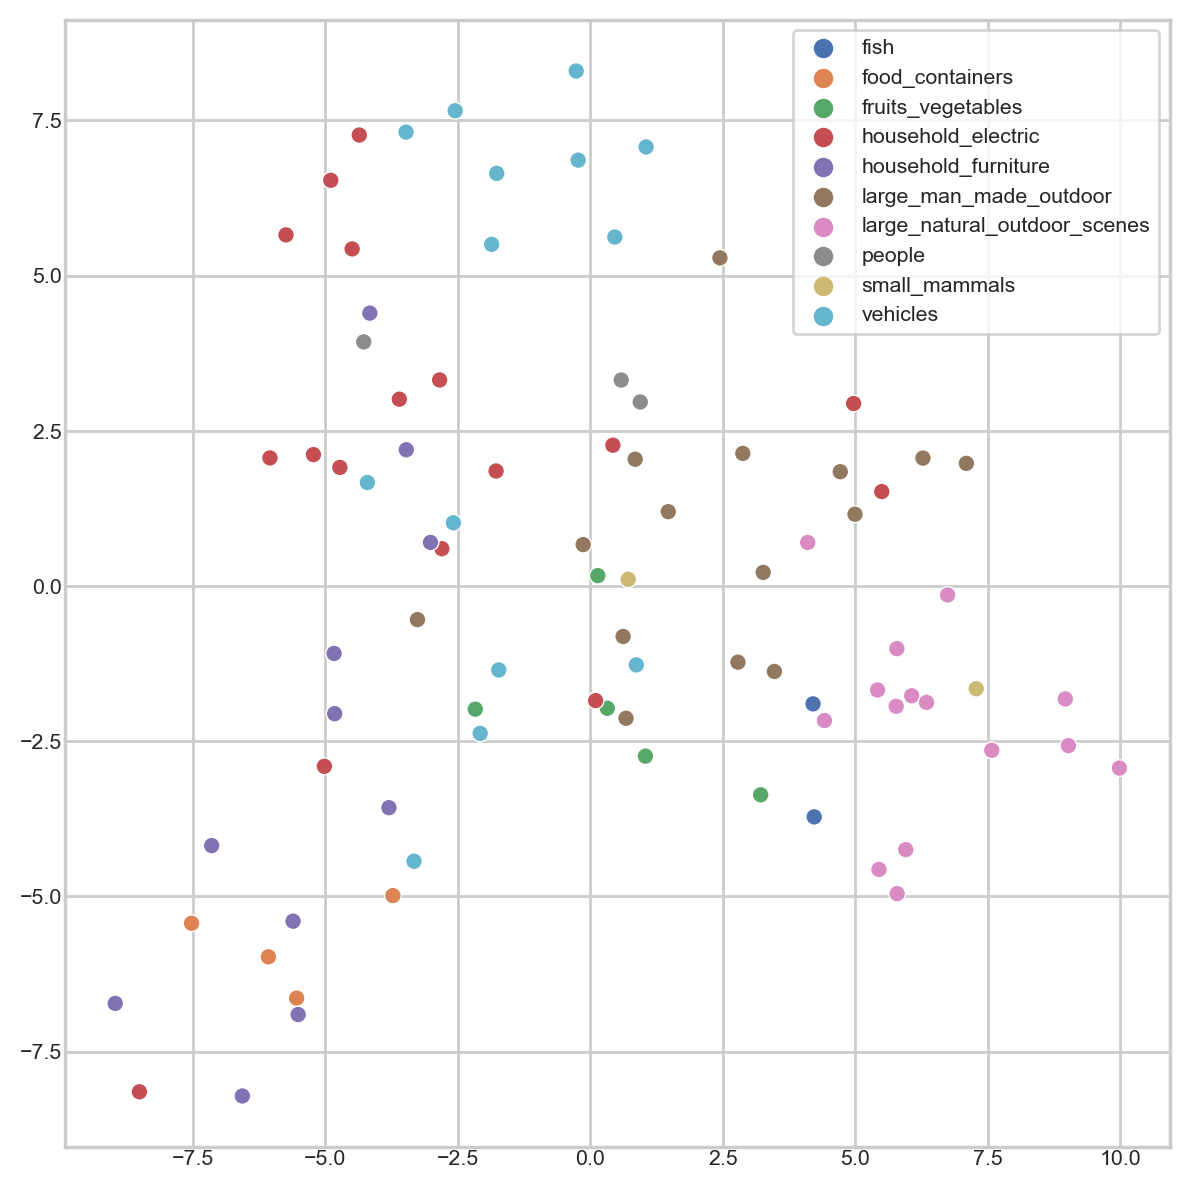 fish
food_containers
fruits_vegetables
household_electric
household_furniture
large_man_made_outdoor
large_natural_outdoor_scenes
people
small_mammals
vehicles
7.5
5.0
2.5
0.0
−2.5
−5.0
−7.5
−7.5 −5.0 −2.5 0.0 2.5 5.0 7.5 10.0